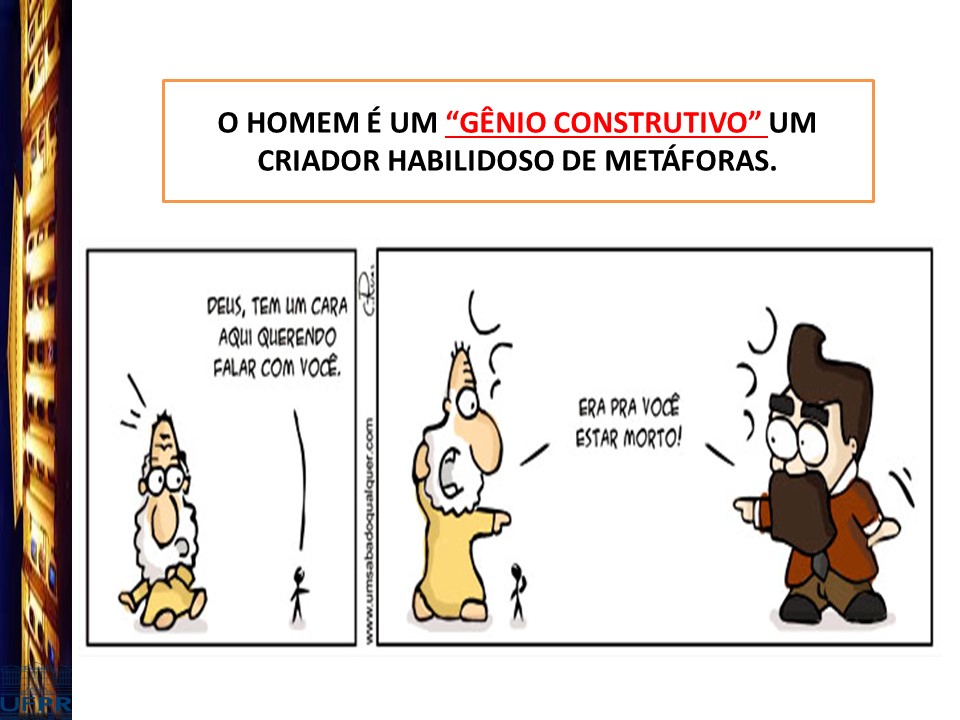 O HOMEM É UM “GÊNIO CONSTRUTIVO” UM
CRIADOR HABILIDOSO DE METÁFORAS.
DEUS, TEM UM CARA
AQUI QUERENDO
FALAR COM VOCÊ.
www.umsabadoqualquer.com
ERA PRA VOCÊ
ESTAR MORTO!
UFPR